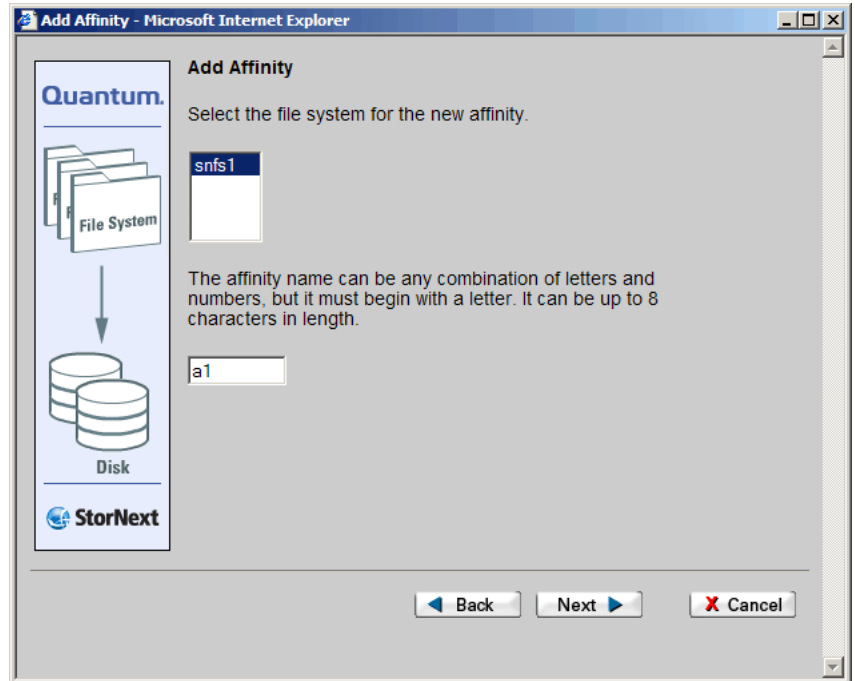 Add Affinity - Microsoft Internet Explorer
Quantum.
File System
Disk
StorNext
Add Affinity
Select the file system for the new affinity.
snfs1
The affinity name can be any combination of letters and
numbers, but it must begin with a letter. It can be up to 8
characters in length.
a1
Back
Next
X Cancel